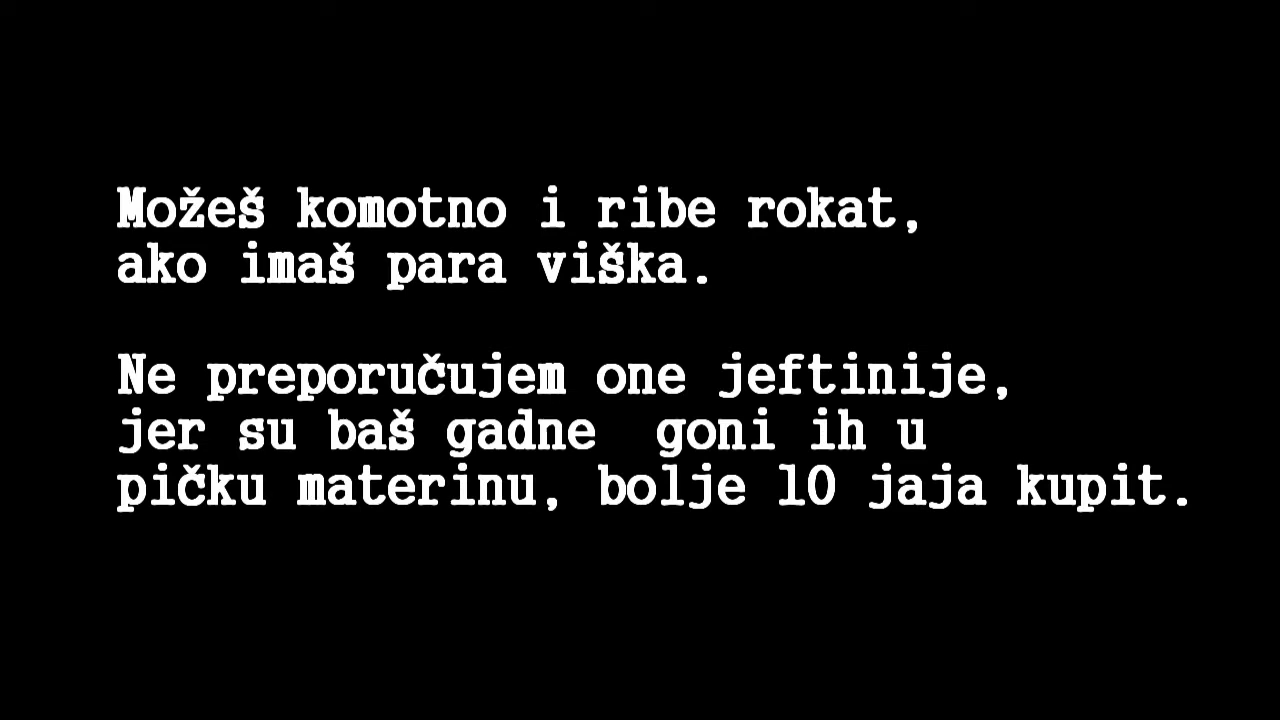 Možeš komotno i ribe rokat,
ako imaš para viška.
Ne preporučujem one jeftinije,
jer su baš gadne  goni ih u
pičku materinu, bolje 10 jaja kupit.